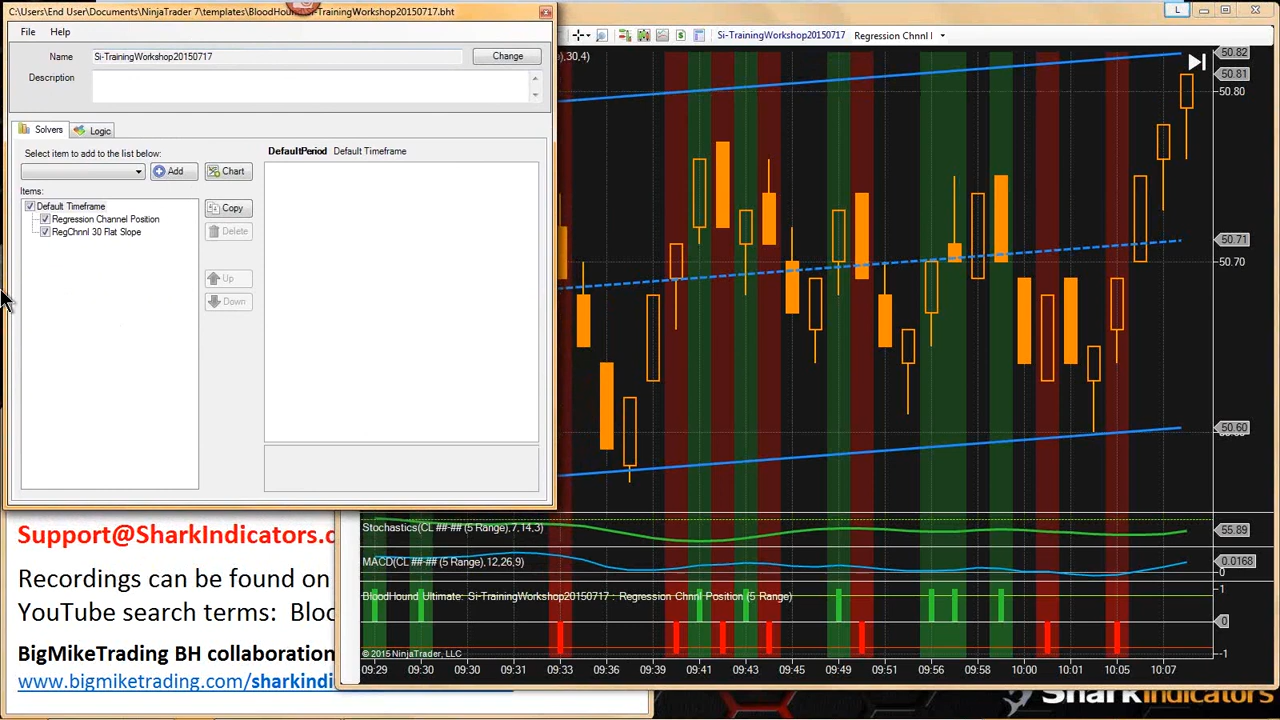 C:\Users\End User\Documents\NinjaTrader 7\templates\BloodHou
Si-TrainingWorkshop20150717.bht
File Help
Name Si-TrainingWorkshop20150717 Change
Description
Solvers Logic
Select item to add to the list below:
Add Chart
Items:
Default Timeframe
Regression Channel Position
RegChnnl 30 Flat Slope
Copy
Delete
Up
Down
DefaultPeriod Default Timeframe
L
Si-TrainingWorkshop20150717 Regression Chnnl
),30,4)
50.82
50.81
50.80
50.71
50.70
50.60
Stochastics(CL ##-## (5 Range),7,14,3)
55.89
MACD(CL ##-## (5 Range),12,26,9)
0.0168
0
BloodHound Ultimate: Si-TrainingWorkshop20150717 : Regression Chnnl Position (5 Range)
1
0
-1
© 2015 NinjaTrader, LLC
09:29 09:30 09:31 09:33 09:36 09:39 09:41 09:43 09:45 09:49 09:51 09:56 09:58 10:00 10:01 10:05 10:07
Support@SharkIndicators.c
Recordings can be found on
YouTube search terms: Bloo
BigMikeTrading BH collaboration
www.bigmiketrading.com/sharkindi
SharkIndicators